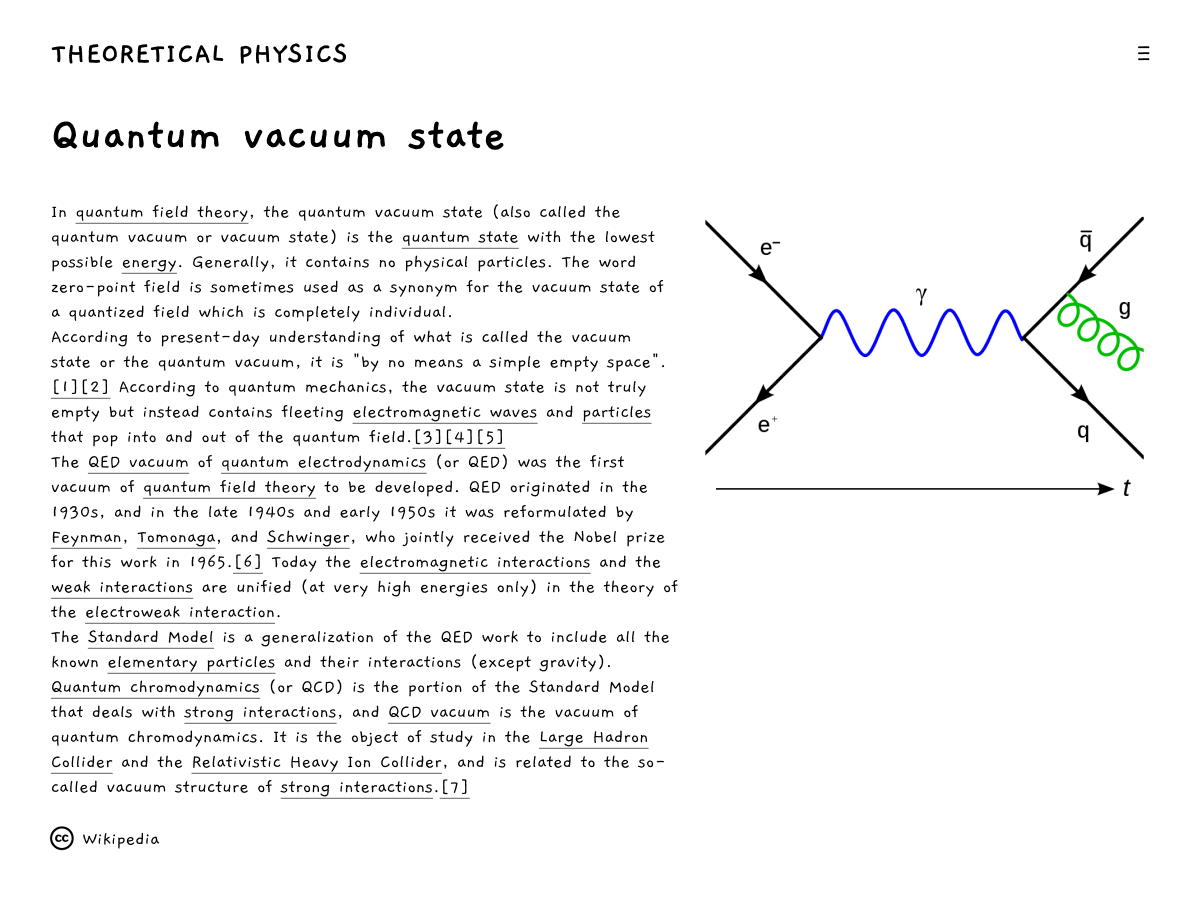 THEORETICAL PHYSICS
Quantum vacuum state
In quantum field theory, the quantum vacuum state (also called the
quantum vacuum or vacuum state) is the quantum state with the lowest
possible energy. Generally, it contains no physical particles. The word
zero-point field is sometimes used as a synonym for the vacuum state of
a quantized field which is completely individual.
According to present-day understanding of what is called the vacuum
state or the quantum vacuum, it is "by no means a simple empty space".
[1][2] According to quantum mechanics, the vacuum state is not truly
empty but instead contains fleeting electromagnetic waves and particles
that pop into and out of the quantum field.[3][4][5]
The QED vacuum of quantum electrodynamics (or QED) was the first
vacuum of quantum field theory to be developed. QED originated in the
1930s, and in the late 1940s and early 1950s it was reformulated by
Feynman, Tomonaga, and Schwinger, who jointly received the Nobel prize
for this work in 1965.[6] Today the electromagnetic interactions and the
weak interactions are unified (at very high energies only) in the theory of
the electroweak interaction.
The Standard Model is a generalization of the QED work to include all the
known elementary particles and their interactions (except gravity).
Quantum chromodynamics (or QCD) is the portion of the Standard Model
that deals with strong interactions, and QCD vacuum is the vacuum of
quantum chromodynamics. It is the object of study in the Large Hadron
Collider and the Relativistic Heavy Ion Collider, and is related to the so-
called vacuum structure of strong interactions.[7]
cc Wikipedia
e⁻
q̅
γ
g
e⁺
q
t